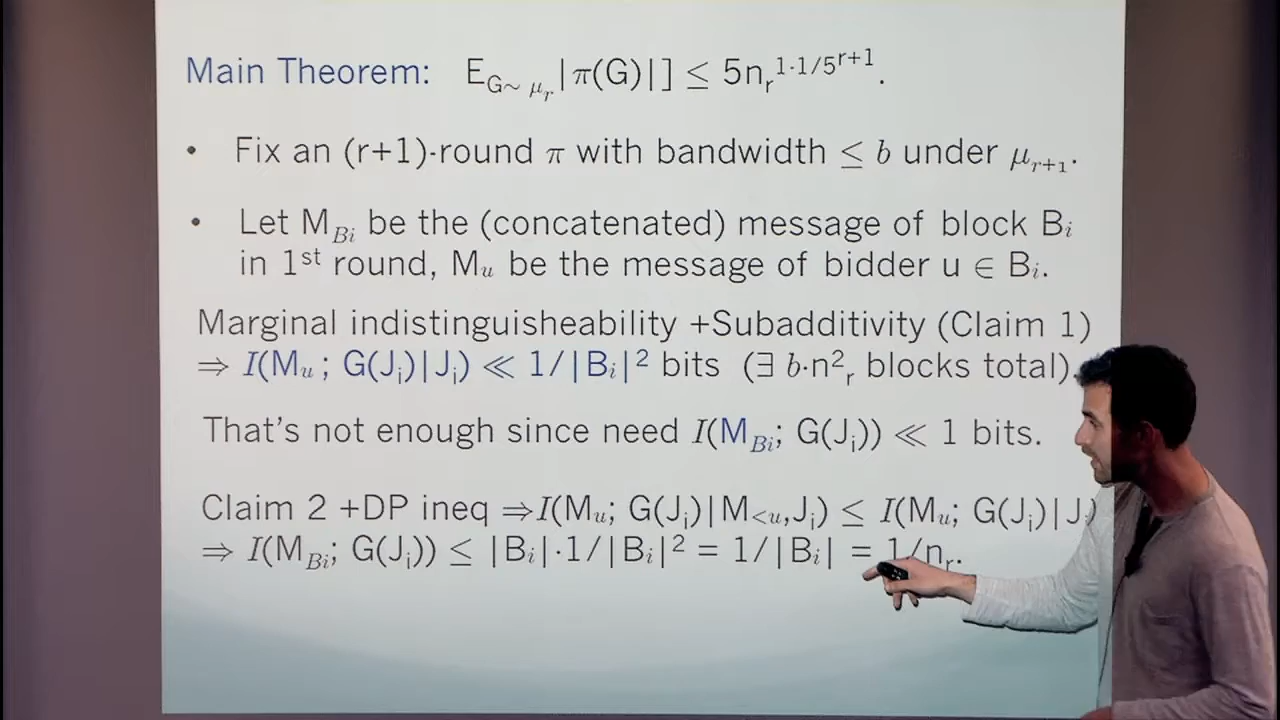 Main Theorem: E_{G~ μ_r}|π(G)|] ≤ 5n_r^{1·1/5^{r+1}}.
• Fix an (r+1)-round π with bandwidth ≤ b under μ_{r+1}.
• Let M_{Bi} be the (concatenated) message of block B_i
in 1st round, M_u be the message of bidder u ∈ B_i.
Marginal indistinguisheability +Subadditivity (Claim 1)
⇒ I(M_u ; G(J_i)|J_i) ≪ 1/|B_i|² bits (∃ b·n²_r blocks total).
That's not enough since need I(M_{Bi}; G(J_i)) ≪ 1 bits.
Claim 2 +DP ineq ⇒I(M_u; G(J_i)|M_{<u},J_i) ≤ I(M_u; G(J_i)|J_i)
⇒ I(M_{Bi}; G(J_i)) ≤ |B_i|·1/|B_i|² = 1/|B_i| = 1/n_r.